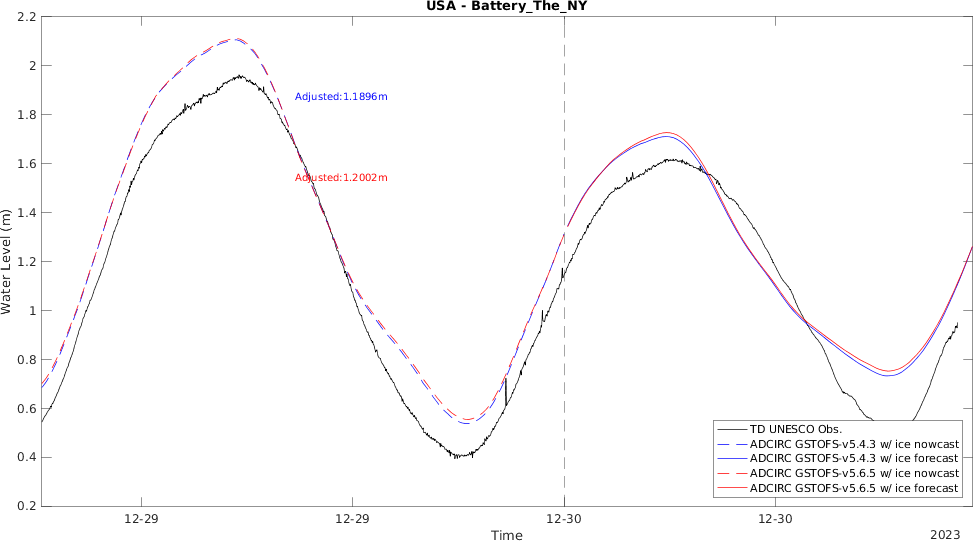 USA - Battery_The_NY
2.2
2
1.8
1.6
1.4
1.2
1
0.8
0.6
0.4
0.2
Water Level (m)
Adjusted:1.1896m
Adjusted:1.2002m
TD UNESCO Obs.
ADCIRC GSTOFS-v5.4.3 w/ ice nowcast
ADCIRC GSTOFS-v5.4.3 w/ ice forecast
ADCIRC GSTOFS-v5.6.5 w/ ice nowcast
ADCIRC GSTOFS-v5.6.5 w/ ice forecast
12-29
12-29
12-30
12-30
Time
2023